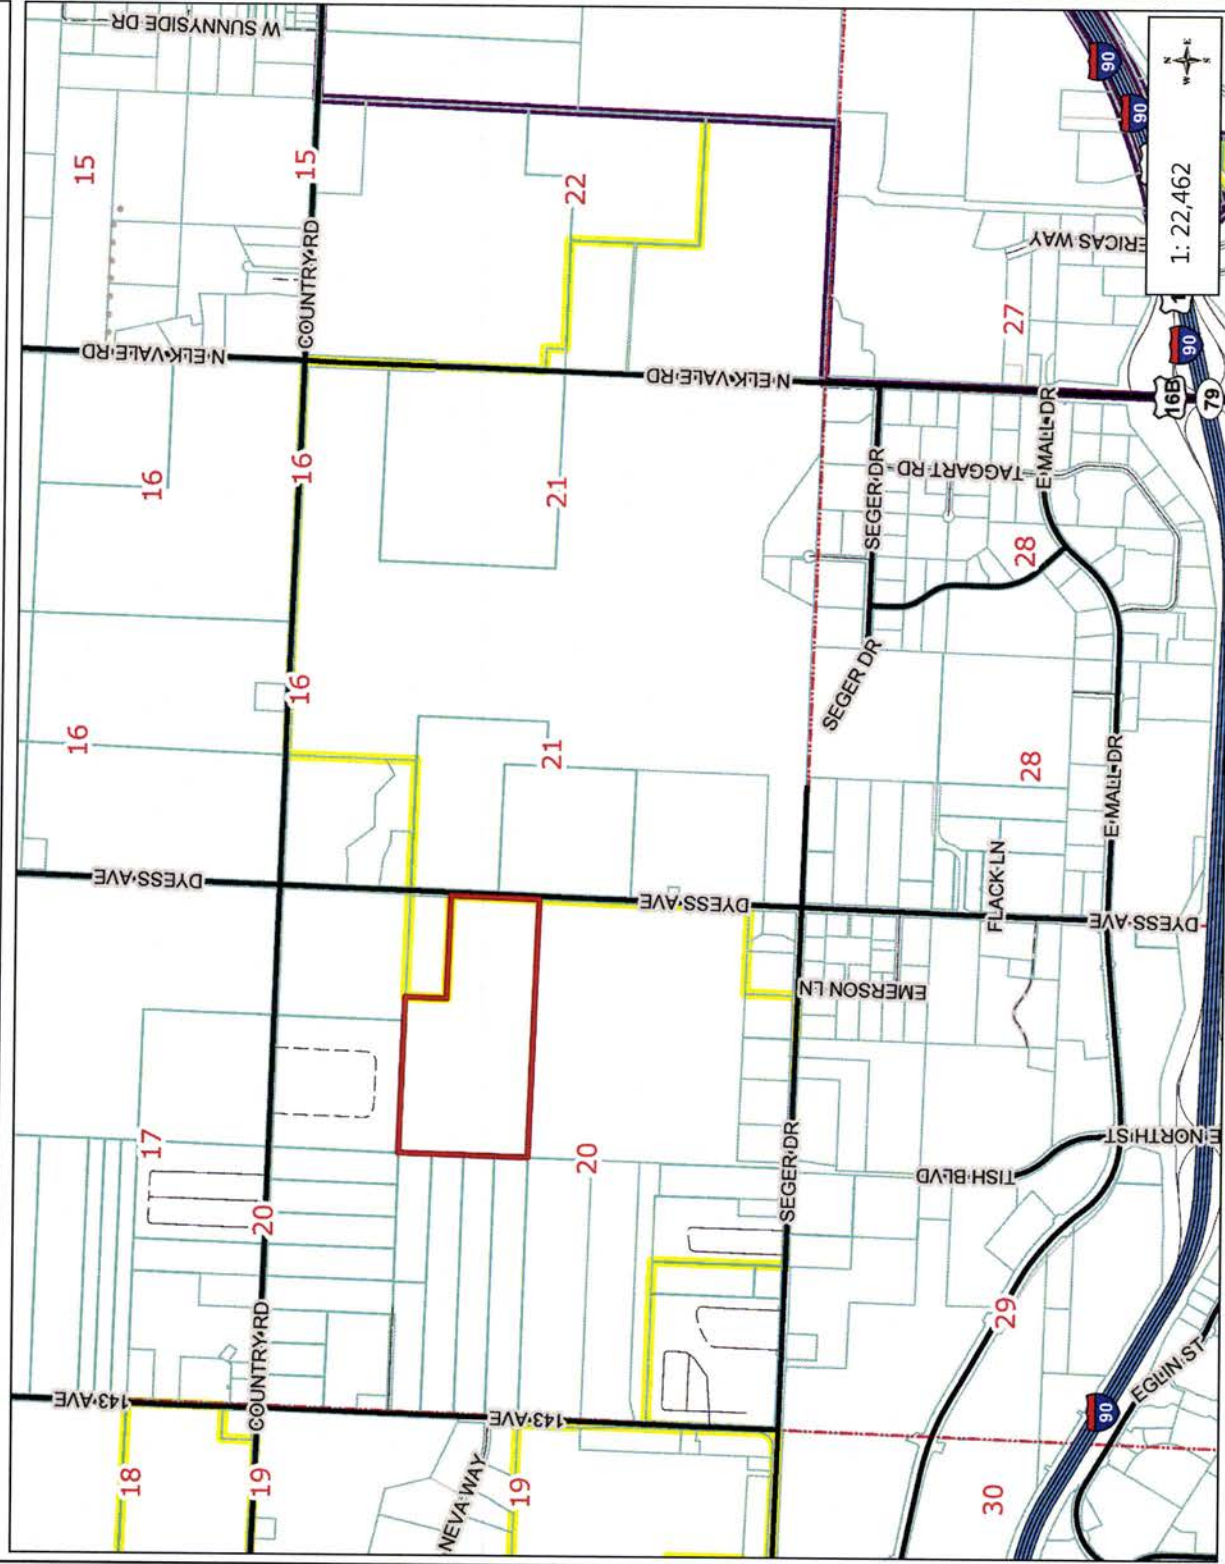 W SUNNYSIDE DR
15
15
COUNTRY RD
N ELK VALE RD
22
90
90
1: 22,462
N
W
E
S
ERICAS WAY
27
90
16B
79
N ELK VALE RD
16
16
21
SEGER DR
TAGGART RD
E MALL DR
28
16
16
21
SEGER DR
28
E MALL DR
DYESS AVE
DYESS AVE
FLACK LN
DYESS AVE
EMERSON LN
17
20
20
SEGER DR
TISH BLVD
E NORTH ST
COUNTRY RD
29
EGLIN ST
90
143 AVE
143 AVE
NEVA WAY
18
19
19
30